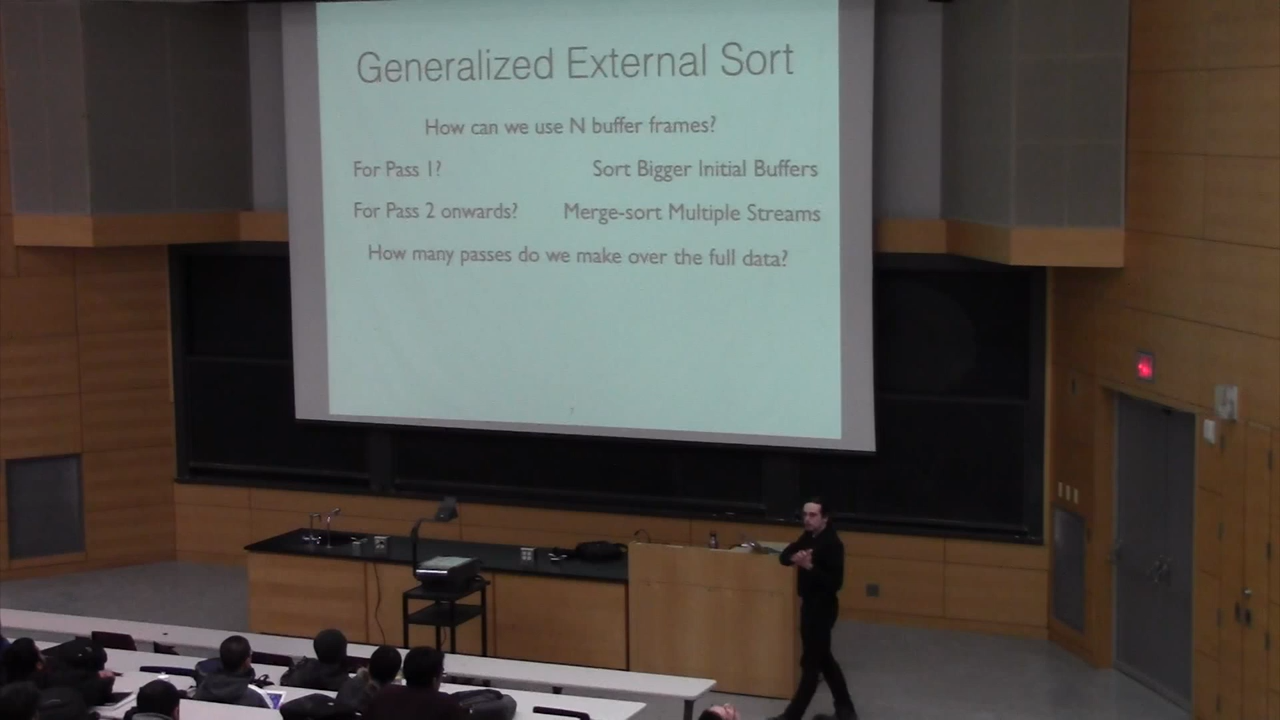 Generalized External Sort
How can we use N buffer frames?
For Pass 1? Sort Bigger Initial Buffers
For Pass 2 onwards? Merge-sort Multiple Streams
How many passes do we make over the full data?